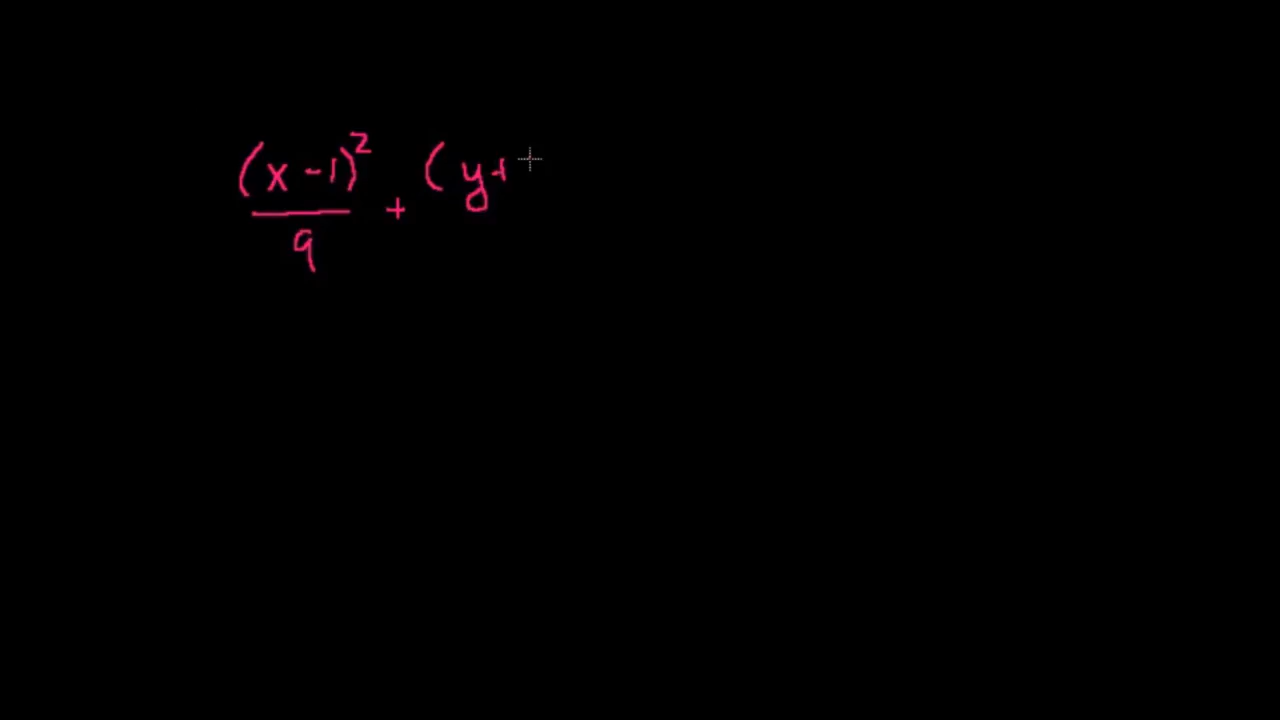 (x-1)²/9 + (y+